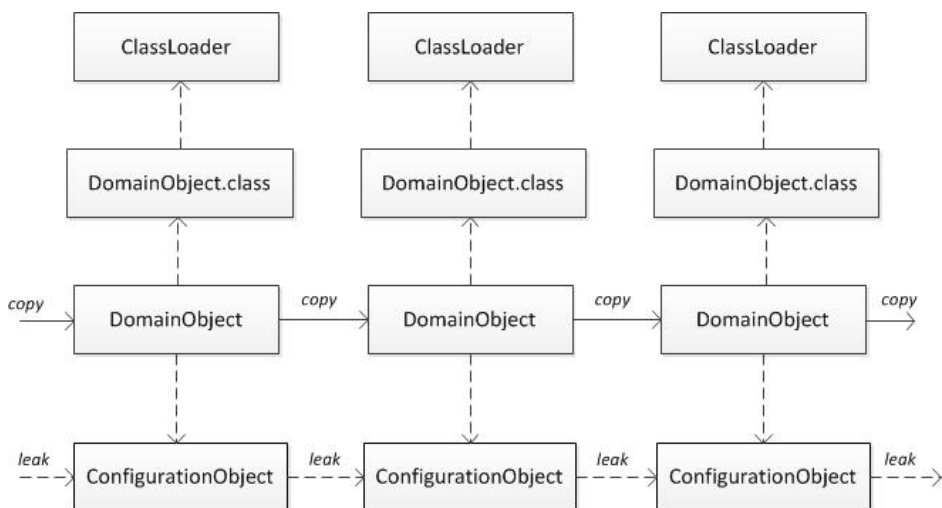 ClassLoader ClassLoader ClassLoader
DomainObject.class DomainObject.class DomainObject.class
copy DomainObject copy DomainObject copy DomainObject copy
leak ConfigurationObject leak ConfigurationObject leak ConfigurationObject leak